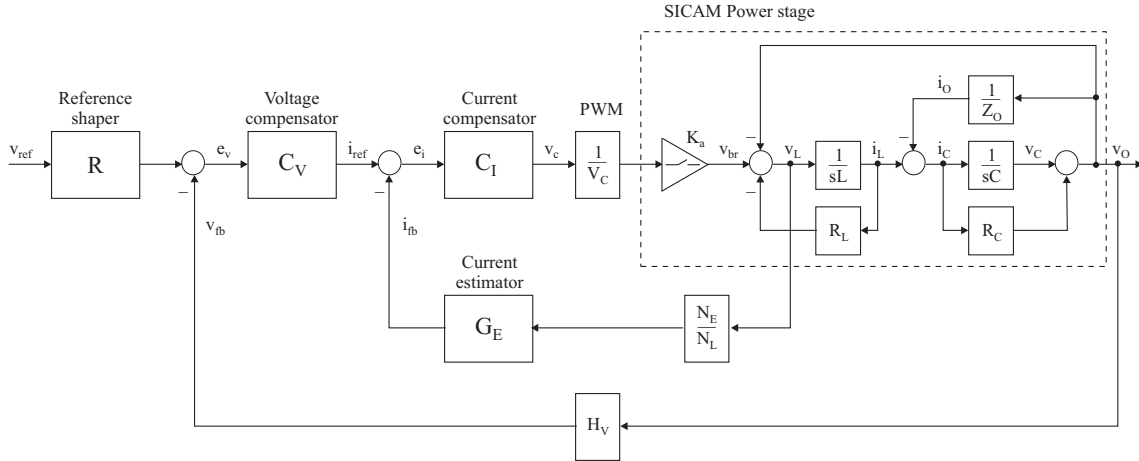 SICAM Power stage
Reference
shaper
Voltage
compensator
Current
compensator
PWM
v_ref
R
e_v
C_V
i_ref
e_i
C_I
v_c
1
V_C
K_a
v_br
v_L
1
sL
i_L
i_C
1
sC
v_C
v_O
i_O
1
Z_O
R_L
R_C
−
−
−
−
−
v_fb
i_fb
Current
estimator
G_E
N_E
N_L
H_V